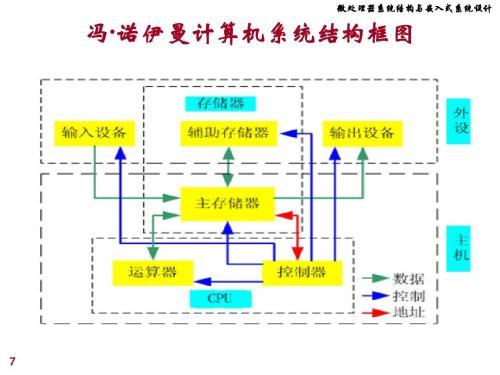 微处理器系统结构与嵌入式系统设计
冯·诺伊曼计算机系统结构框图
存储器
输入设备
辅助存储器
输出设备
外设
主存储器
主机
运算器
控制器
CPU
数据
控制
地址
7